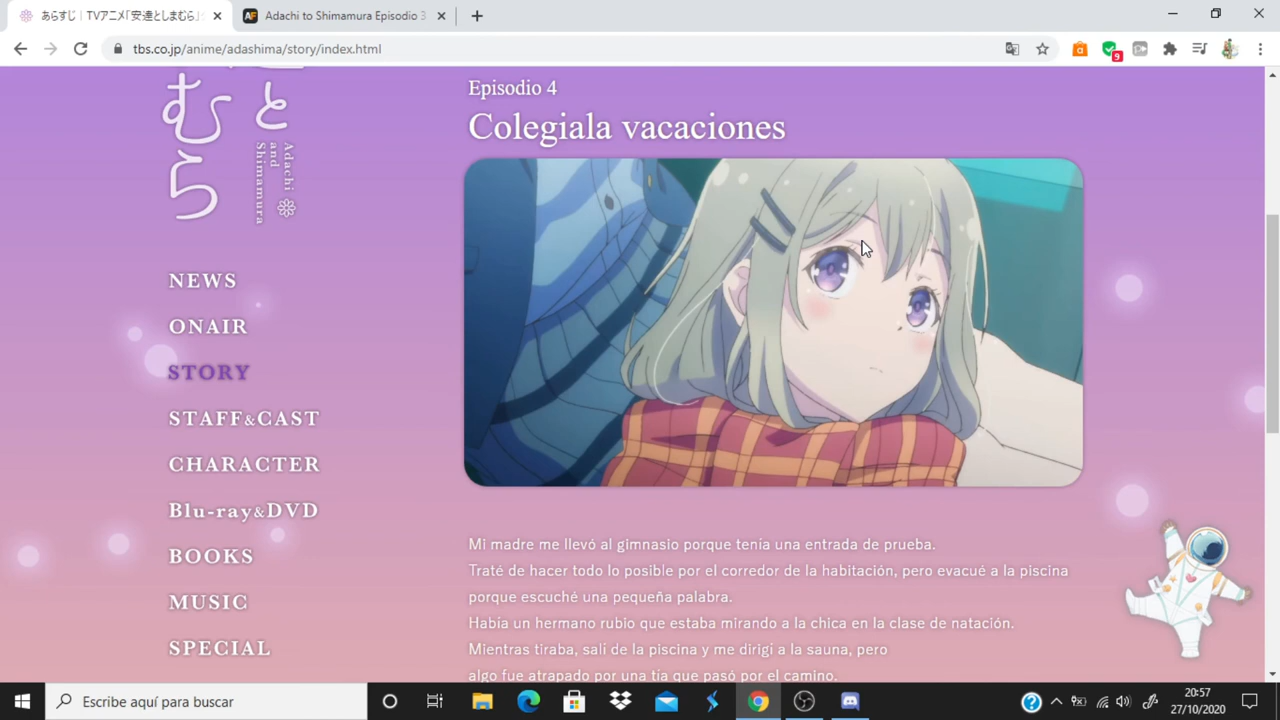 あらすじ | TVアニメ「安達としまむら」
Adachi to Shimamura Episodio 3
tbs.co.jp/anime/adashima/story/index.html
9
と
むら
Adachi
and
Shimamura
NEWS
ONAIR
STORY
STAFF&CAST
CHARACTER
Blu-ray&DVD
BOOKS
MUSIC
SPECIAL
Episodio 4
Colegiala vacaciones
Mi madre me llevó al gimnasio porque tenía una entrada de prueba.
Traté de hacer todo lo posible por el corredor de la habitación, pero evacué a la piscina
porque escuché una pequeña palabra.
Había un hermano rubio que estaba mirando a la chica en la clase de natación.
Mientras tiraba, salí de la piscina y me dirigí a la sauna, pero
algo fue atrapado por una tía que pasó por el camino.
Escribe aquí para buscar
20:57
27/10/2020